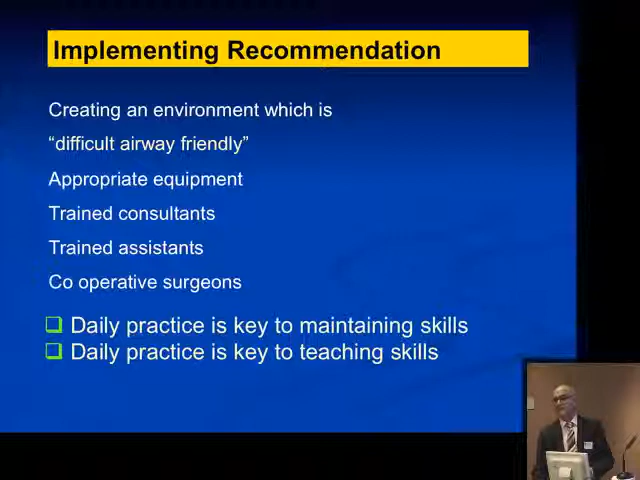 Implementing Recommendation
Creating an environment which is
“difficult airway friendly”
Appropriate equipment
Trained consultants
Trained assistants
Co operative surgeons
Daily practice is key to maintaining skills
Daily practice is key to teaching skills